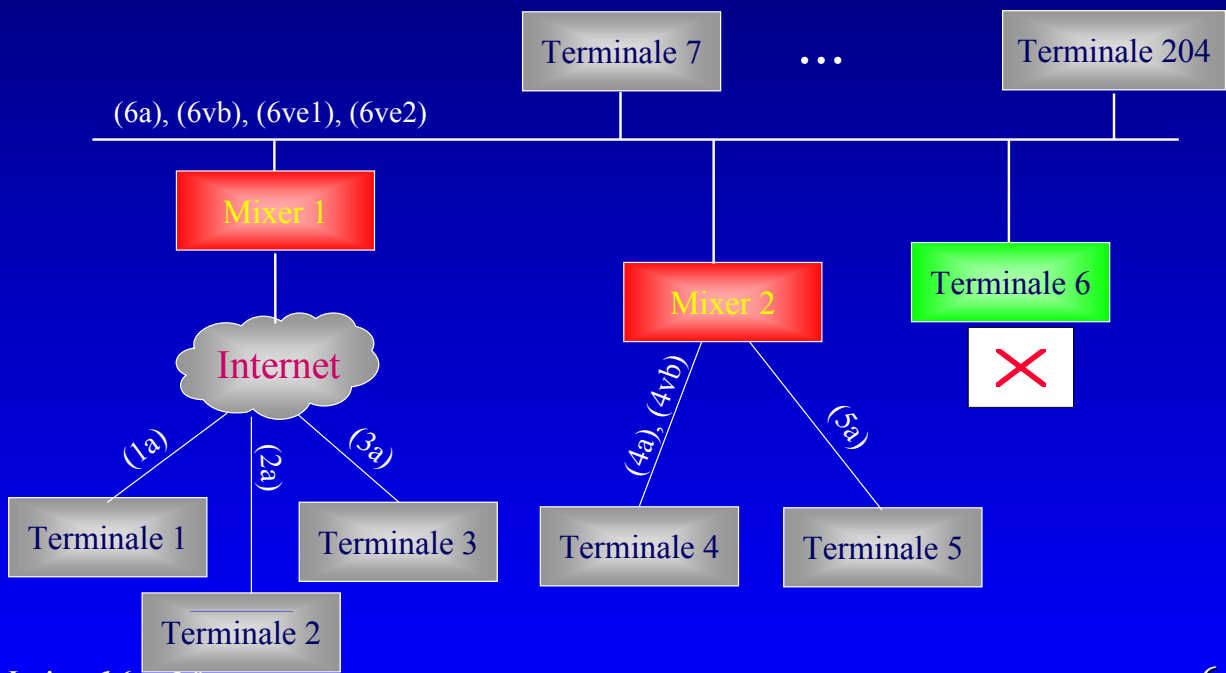 Terminale 7
...
Terminale 204
(6a), (6vb), (6ve1), (6ve2)
Mixer 1
Mixer 2
Terminale 6
Internet
(1a)
(2a)
(3a)
(4a), (4vb)
(5a)
Terminale 1
Terminale 3
Terminale 4
Terminale 5
Terminale 2
6